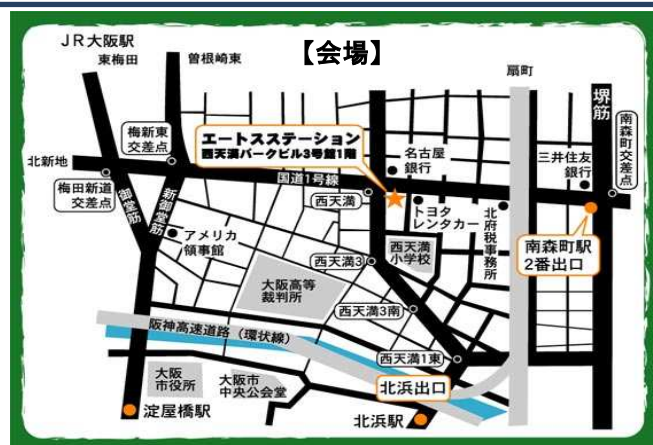 【会場】
JR大阪駅
東梅田
曽根崎東
扇町
堺筋
南森町交差点
梅新東
交差点
エートスステーション
西天満パークビル3号館1階
名古屋
銀行
三井住友
銀行
北新地
国道1号線
梅田新道
交差点
御堂筋
新御堂筋
西天満
トヨタ
レンタカー
北府税事務所
アメリカ
領事館
西天満
小学校
南森町駅
2番出口
西天満3
大阪高等
裁判所
西天満3南
阪神高速道路(環状線)
西天満1東
大阪
市役所
大阪市
中央公会堂
北浜出口
淀屋橋駅
北浜駅